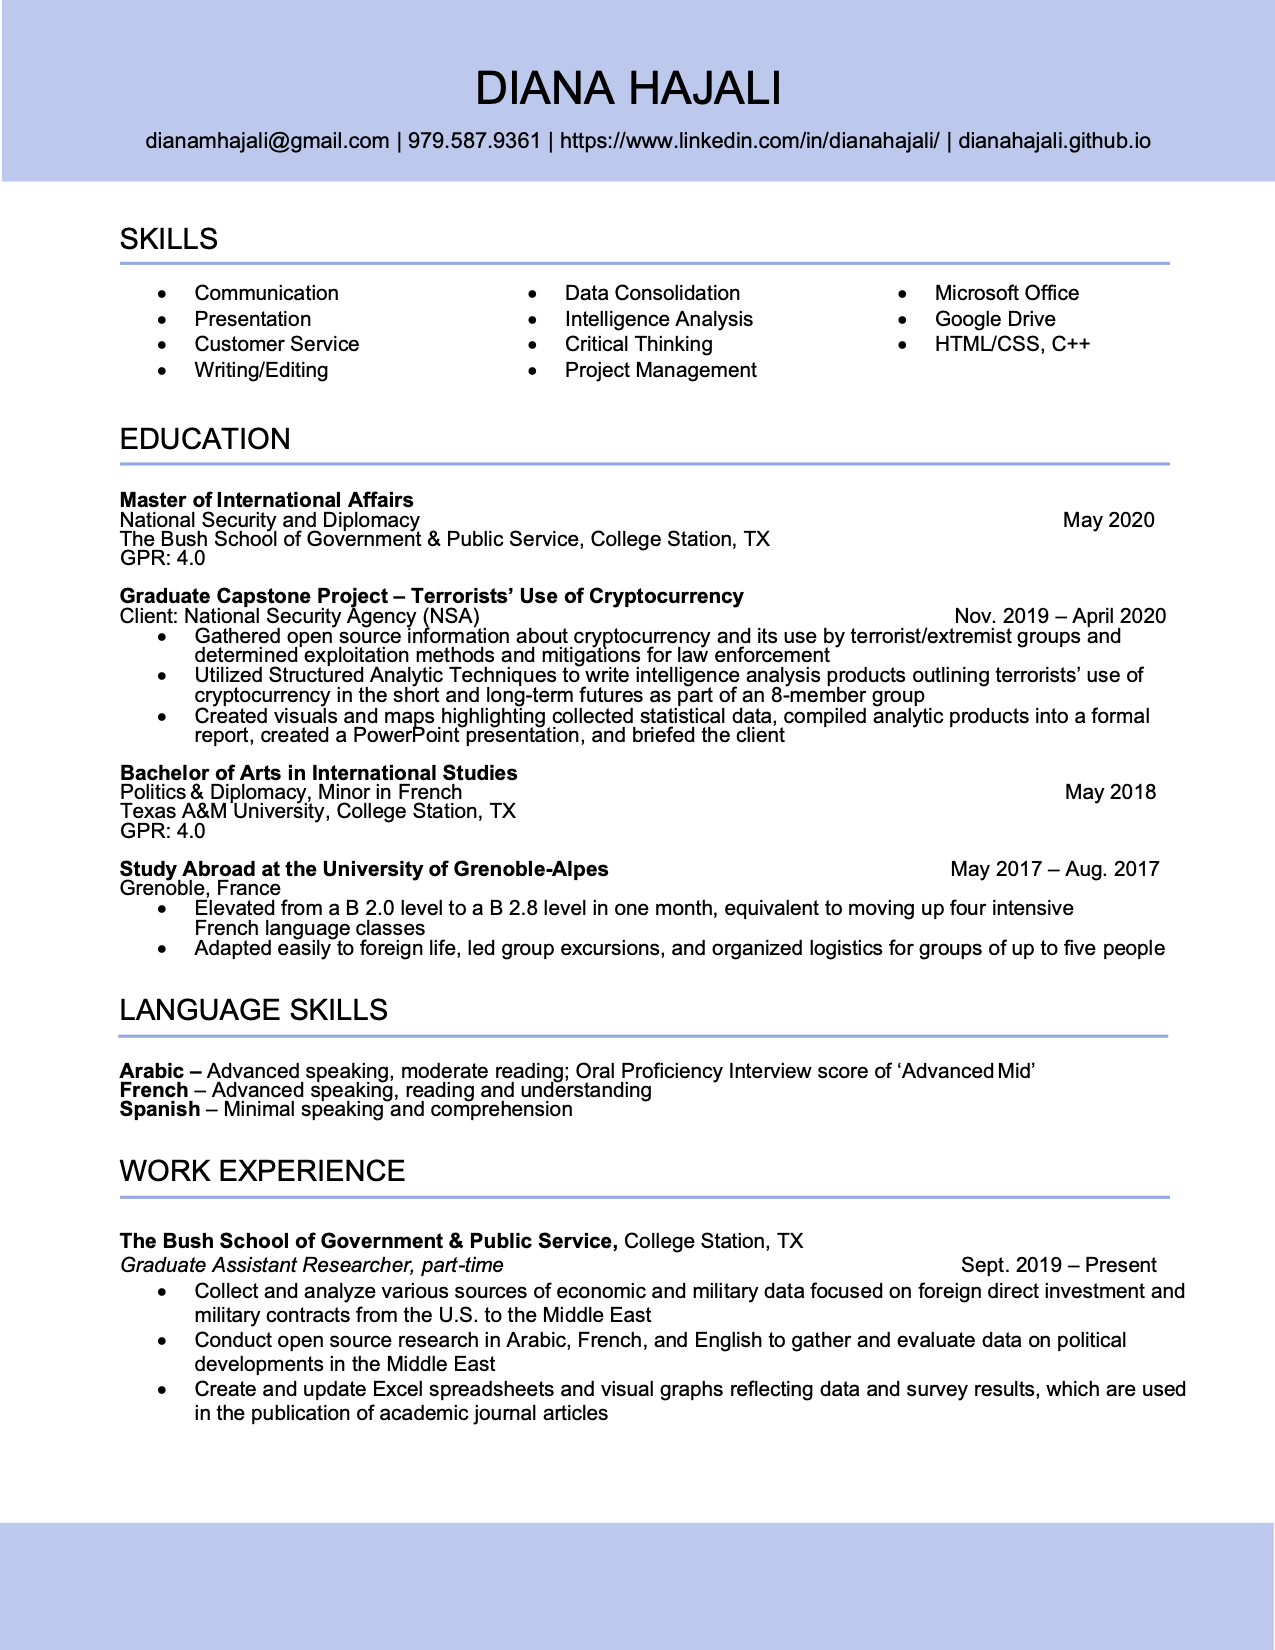 DIANA HAJALI
dianamhajali@gmail.com | 979.587.9361 | https://www.linkedin.com/in/dianahajali/ | dianahajali.github.io
SKILLS
• Communication
• Presentation
• Customer Service
• Writing/Editing
• Data Consolidation
• Intelligence Analysis
• Critical Thinking
• Project Management
• Microsoft Office
• Google Drive
• HTML/CSS, C++
EDUCATION
Master of International Affairs
National Security and Diplomacy May 2020
The Bush School of Government & Public Service, College Station, TX
GPR: 4.0
Graduate Capstone Project – Terrorists’ Use of Cryptocurrency
Client: National Security Agency (NSA) Nov. 2019 – April 2020
• Gathered open source information about cryptocurrency and its use by terrorist/extremist groups and
determined exploitation methods and mitigations for law enforcement
• Utilized Structured Analytic Techniques to write intelligence analysis products outlining terrorists’ use of
cryptocurrency in the short and long-term futures as part of an 8-member group
• Created visuals and maps highlighting collected statistical data, compiled analytic products into a formal
report, created a PowerPoint presentation, and briefed the client
Bachelor of Arts in International Studies
Politics & Diplomacy, Minor in French May 2018
Texas A&M University, College Station, TX
GPR: 4.0
Study Abroad at the University of Grenoble-Alpes May 2017 – Aug. 2017
Grenoble, France
• Elevated from a B 2.0 level to a B 2.8 level in one month, equivalent to moving up four intensive
French language classes
• Adapted easily to foreign life, led group excursions, and organized logistics for groups of up to five people
LANGUAGE SKILLS
Arabic – Advanced speaking, moderate reading; Oral Proficiency Interview score of ‘Advanced Mid’
French – Advanced speaking, reading and understanding
Spanish – Minimal speaking and comprehension
WORK EXPERIENCE
The Bush School of Government & Public Service, College Station, TX
Graduate Assistant Researcher, part-time Sept. 2019 – Present
• Collect and analyze various sources of economic and military data focused on foreign direct investment and
military contracts from the U.S. to the Middle East
• Conduct open source research in Arabic, French, and English to gather and evaluate data on political
developments in the Middle East
• Create and update Excel spreadsheets and visual graphs reflecting data and survey results, which are used
in the publication of academic journal articles